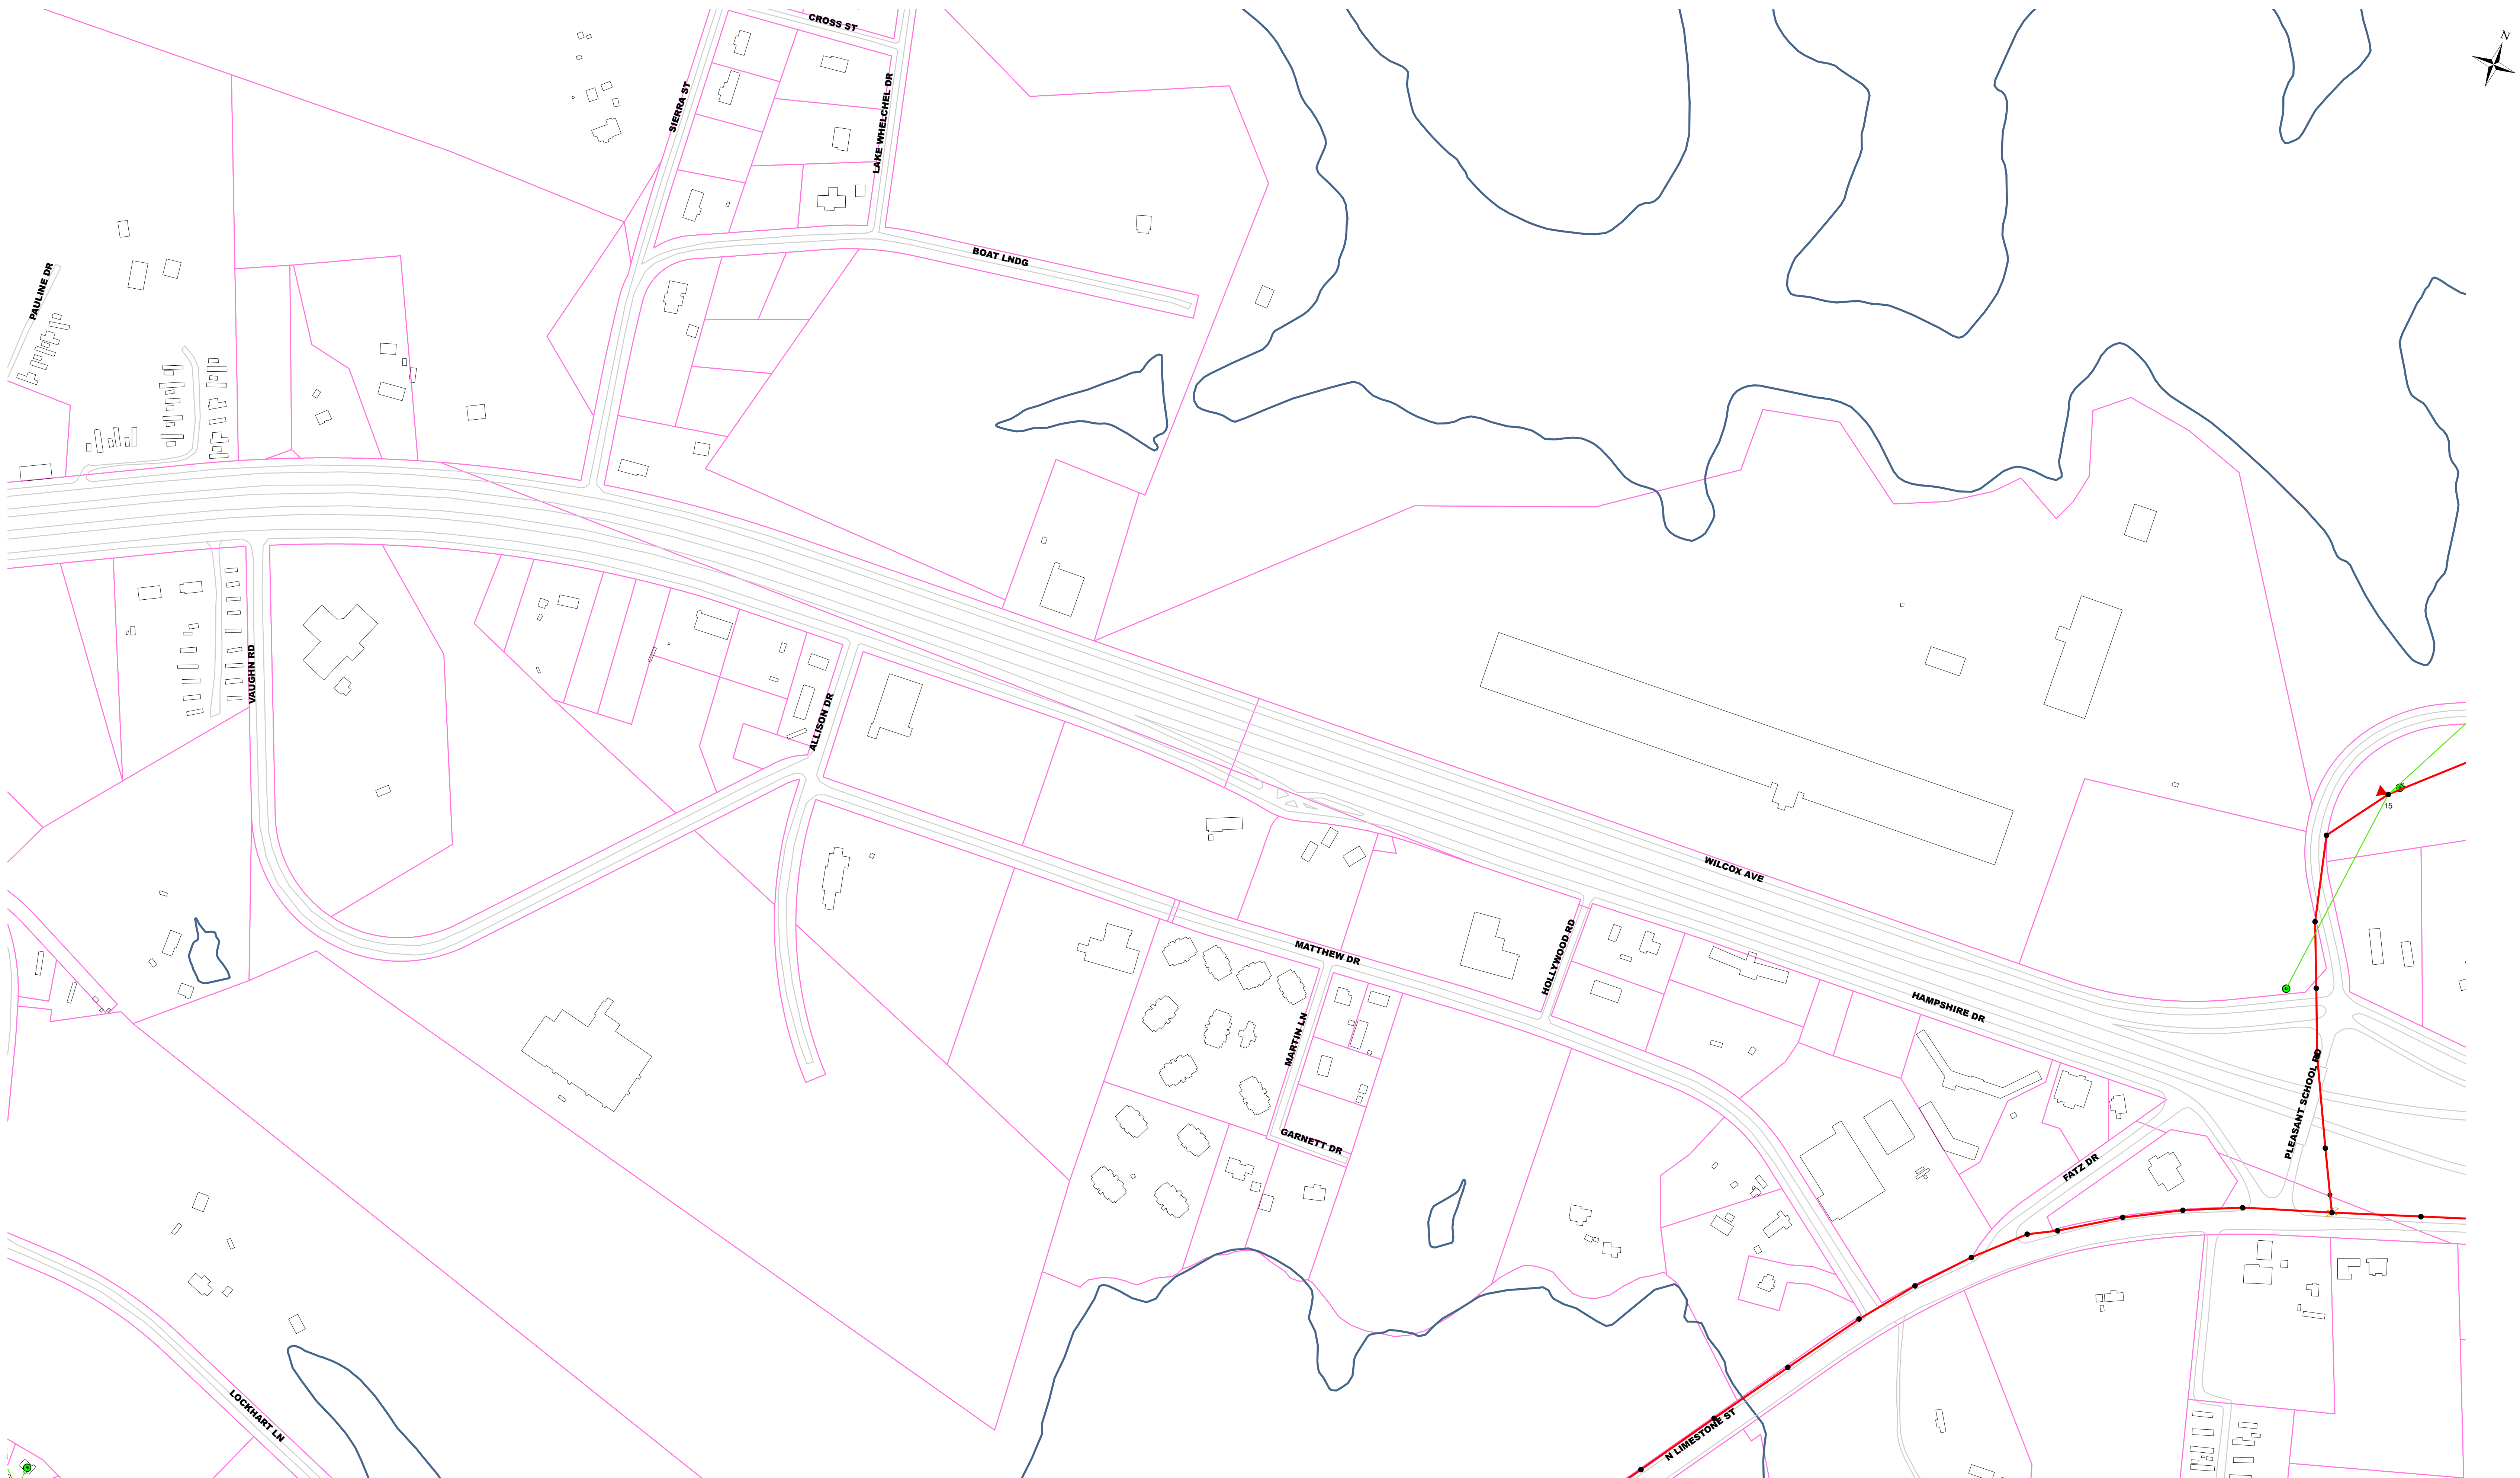 CROSS ST
N
SIERRA ST
LAKE WHELCHEL DR
BOAT LNDG
PAULINE DR
VAUGHN RD
ALLISON DR
15
WILCOX AVE
HOLLYWOOD RD
MATTHEW DR
HAMPSHIRE DR
MARTIN LN
PLEASANT SCHOOL RD
GARNETT DR
FATZ DR
LOCKHART LN
N LIMESTONE ST